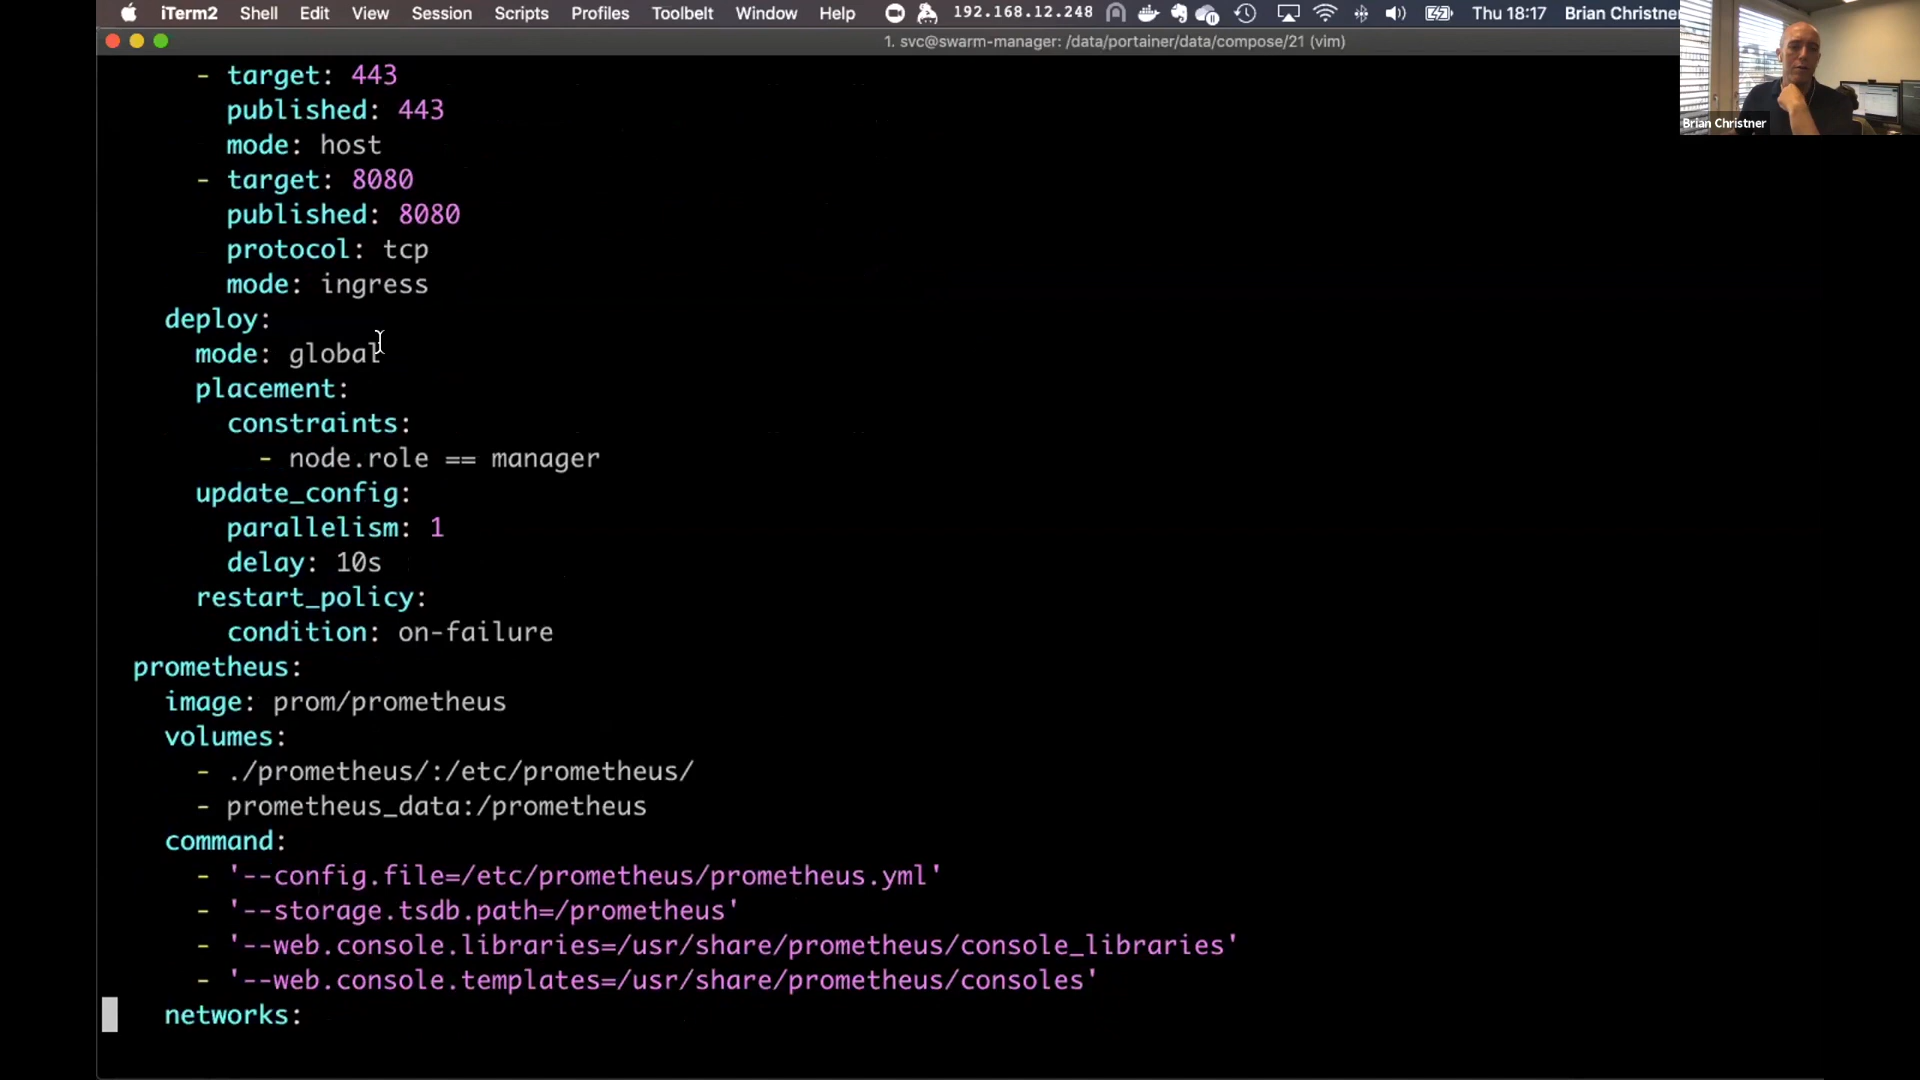 iTerm2 Shell Edit View Session Scripts Profiles Toolbelt Window Help 192.168.12.248 Thu 18:17 Brian Christner
1. svc@swarm-manager: /data/portainer/data/compose/21 (vim)
Brian Christner
- target: 443
published: 443
mode: host
- target: 8080
published: 8080
protocol: tcp
mode: ingress
deploy:
mode: global
placement:
constraints:
- node.role == manager
update_config:
parallelism: 1
delay: 10s
restart_policy:
condition: on-failure
prometheus:
image: prom/prometheus
volumes:
- ./prometheus/:/etc/prometheus/
- prometheus_data:/prometheus
command:
- '--config.file=/etc/prometheus/prometheus.yml'
- '--storage.tsdb.path=/prometheus'
- '--web.console.libraries=/usr/share/prometheus/console_libraries'
- '--web.console.templates=/usr/share/prometheus/consoles'
networks: